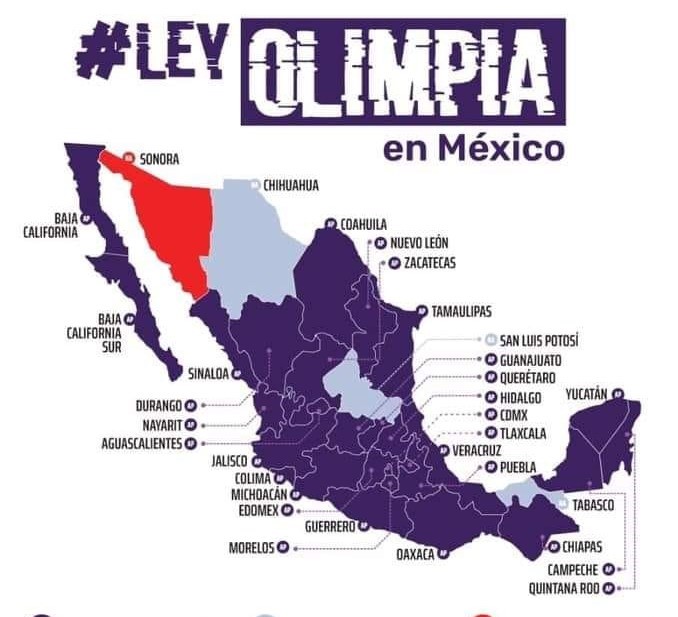 #LEY
OLIMPIA
en México
SONORA
CHIHUAHUA
BAJA
CALIFORNIA
COAHUILA
NUEVO LEÓN
ZACATECAS
TAMAULIPAS
BAJA
CALIFORNIA
SUR
SAN LUIS POTOSÍ
GUANAJUATO
SINALOA
QUERÉTARO
YUCATÁN
HIDALGO
DURANGO
CDMX
NAYARIT
TLAXCALA
AGUASCALIENTES
VERACRUZ
JALISCO
PUEBLA
COLIMA
MICHOACÁN
TABASCO
EDOMEX
GUERRERO
MORELOS
OAXACA
CHIAPAS
CAMPECHE
QUINTANA ROO